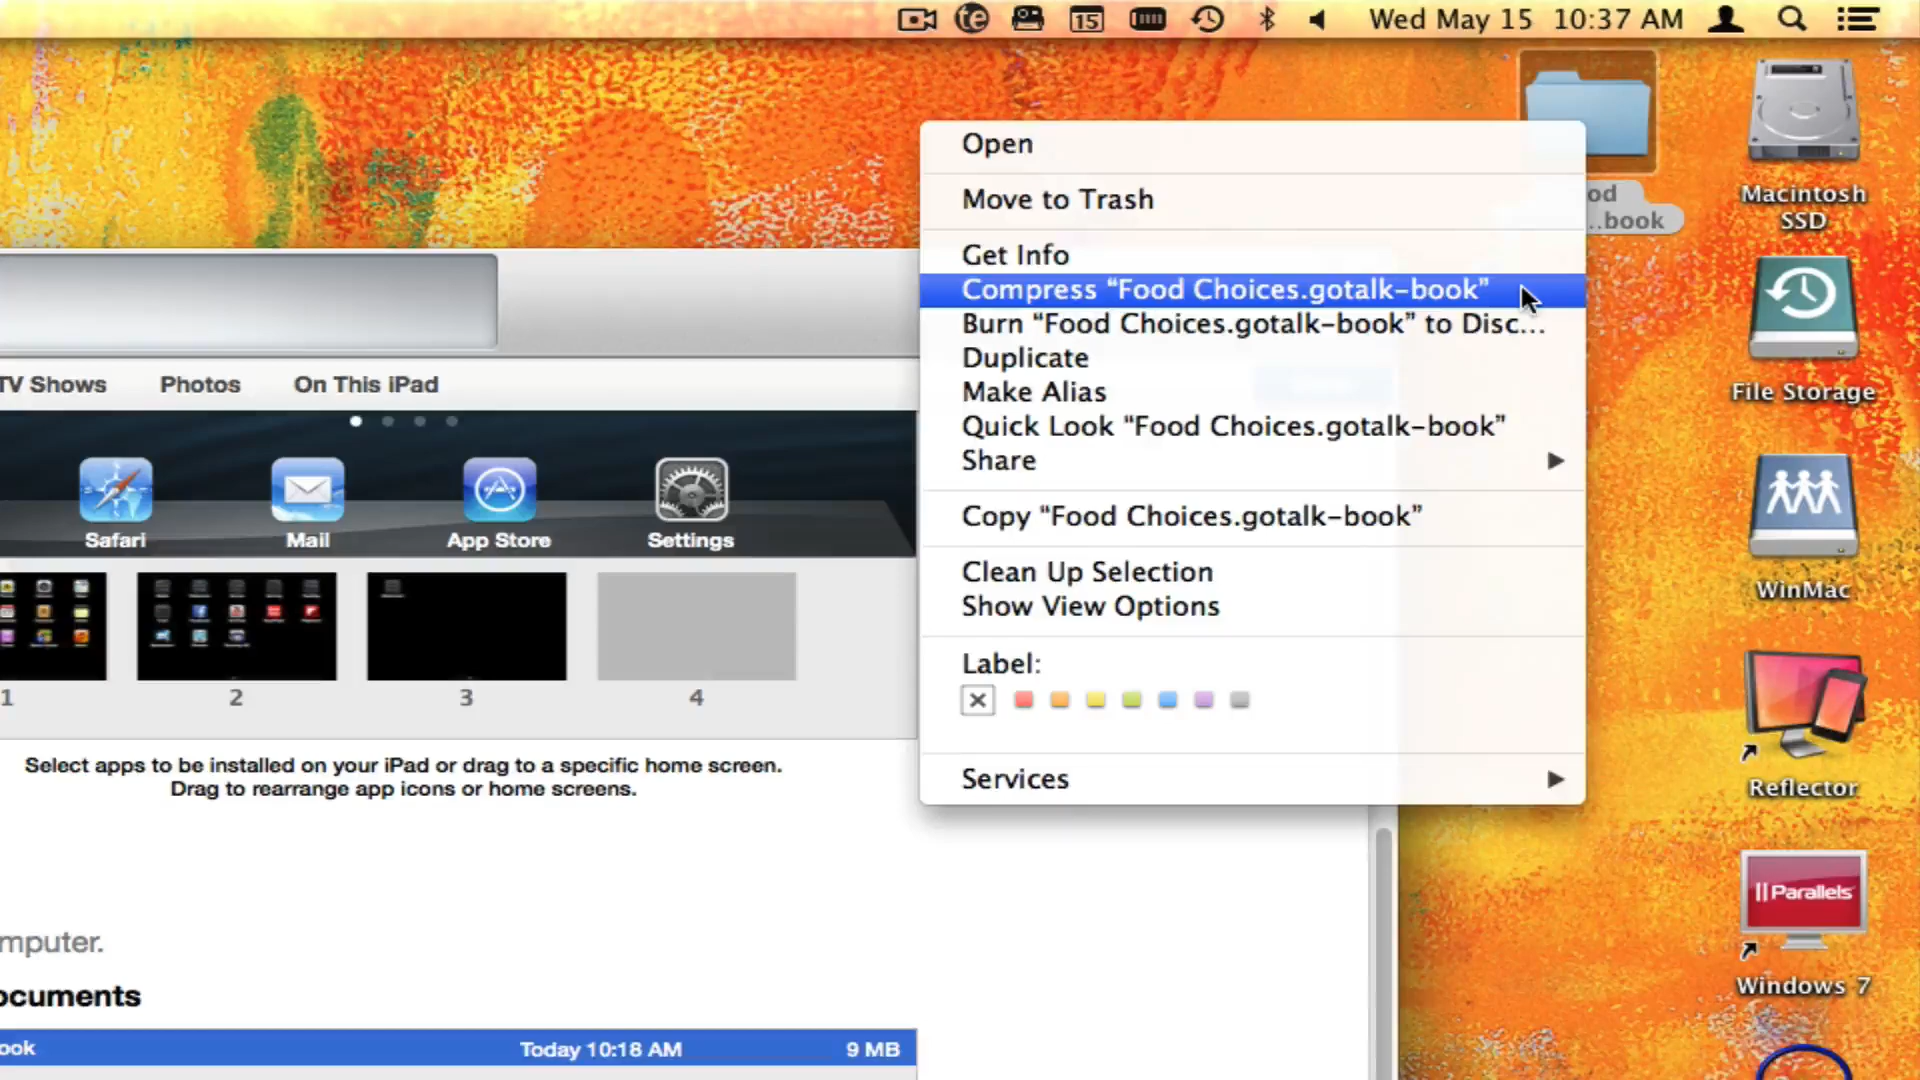 te
15
Wed May 15 10:37 AM
Open
Move to Trash
Get Info
Compress “Food Choices.gotalk-book”
Burn “Food Choices.gotalk-book” to Disc...
Duplicate
Make Alias
Quick Look “Food Choices.gotalk-book”
Share
Copy “Food Choices.gotalk-book”
Clean Up Selection
Show View Options
Label:
Services
od
...book
Macintosh
SSD
File Storage
WinMac
Reflector
Parallels
Windows 7
TV Shows
Photos
On This iPad
Safari
Mail
App Store
Settings
1
2
3
4
Select apps to be installed on your iPad or drag to a specific home screen.
Drag to rearrange app icons or home screens.
mputer.
ocuments
ook
Today 10:18 AM
9 MB